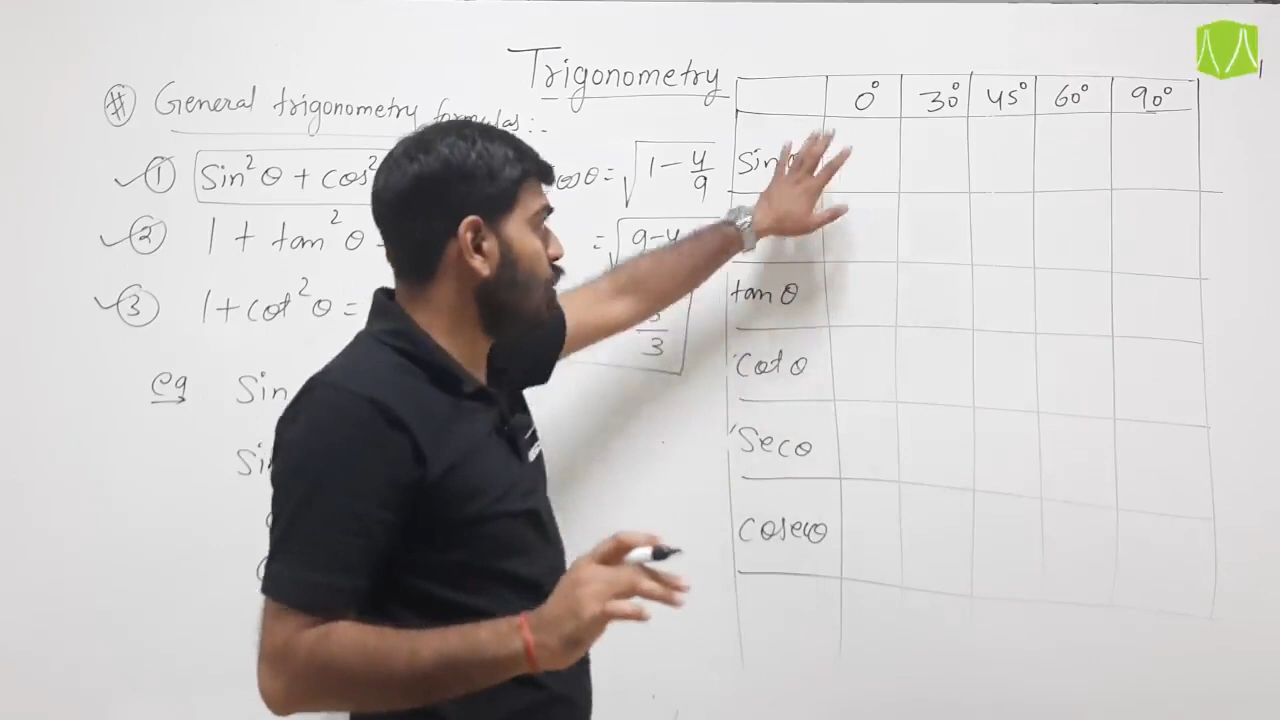 Trigonometry
# General trigonometry formulas:-
① Sin²θ + cos²
② 1 + tan²θ
③ 1 + cot²θ =
eg Sin
cosθ = √1 - 4/9
= √9-4
3
0° 30° 45° 60° 90°
Sin
tan θ
Cot θ
Sec θ
Cosec θ